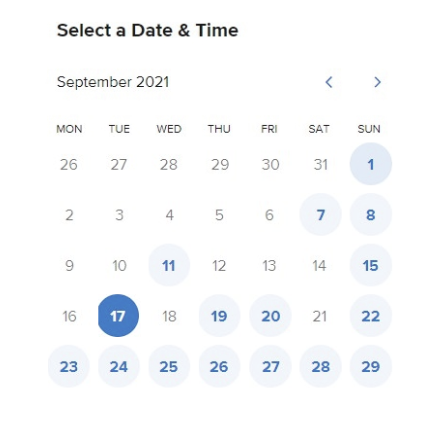 Select a Date & Time
September 2021
MON TUE WED THU FRI SAT SUN
26 27 28 29 30 31 1
2 3 4 5 6 7 8
9 10 11 12 13 14 15
16 17 18 19 20 21 22
23 24 25 26 27 28 29